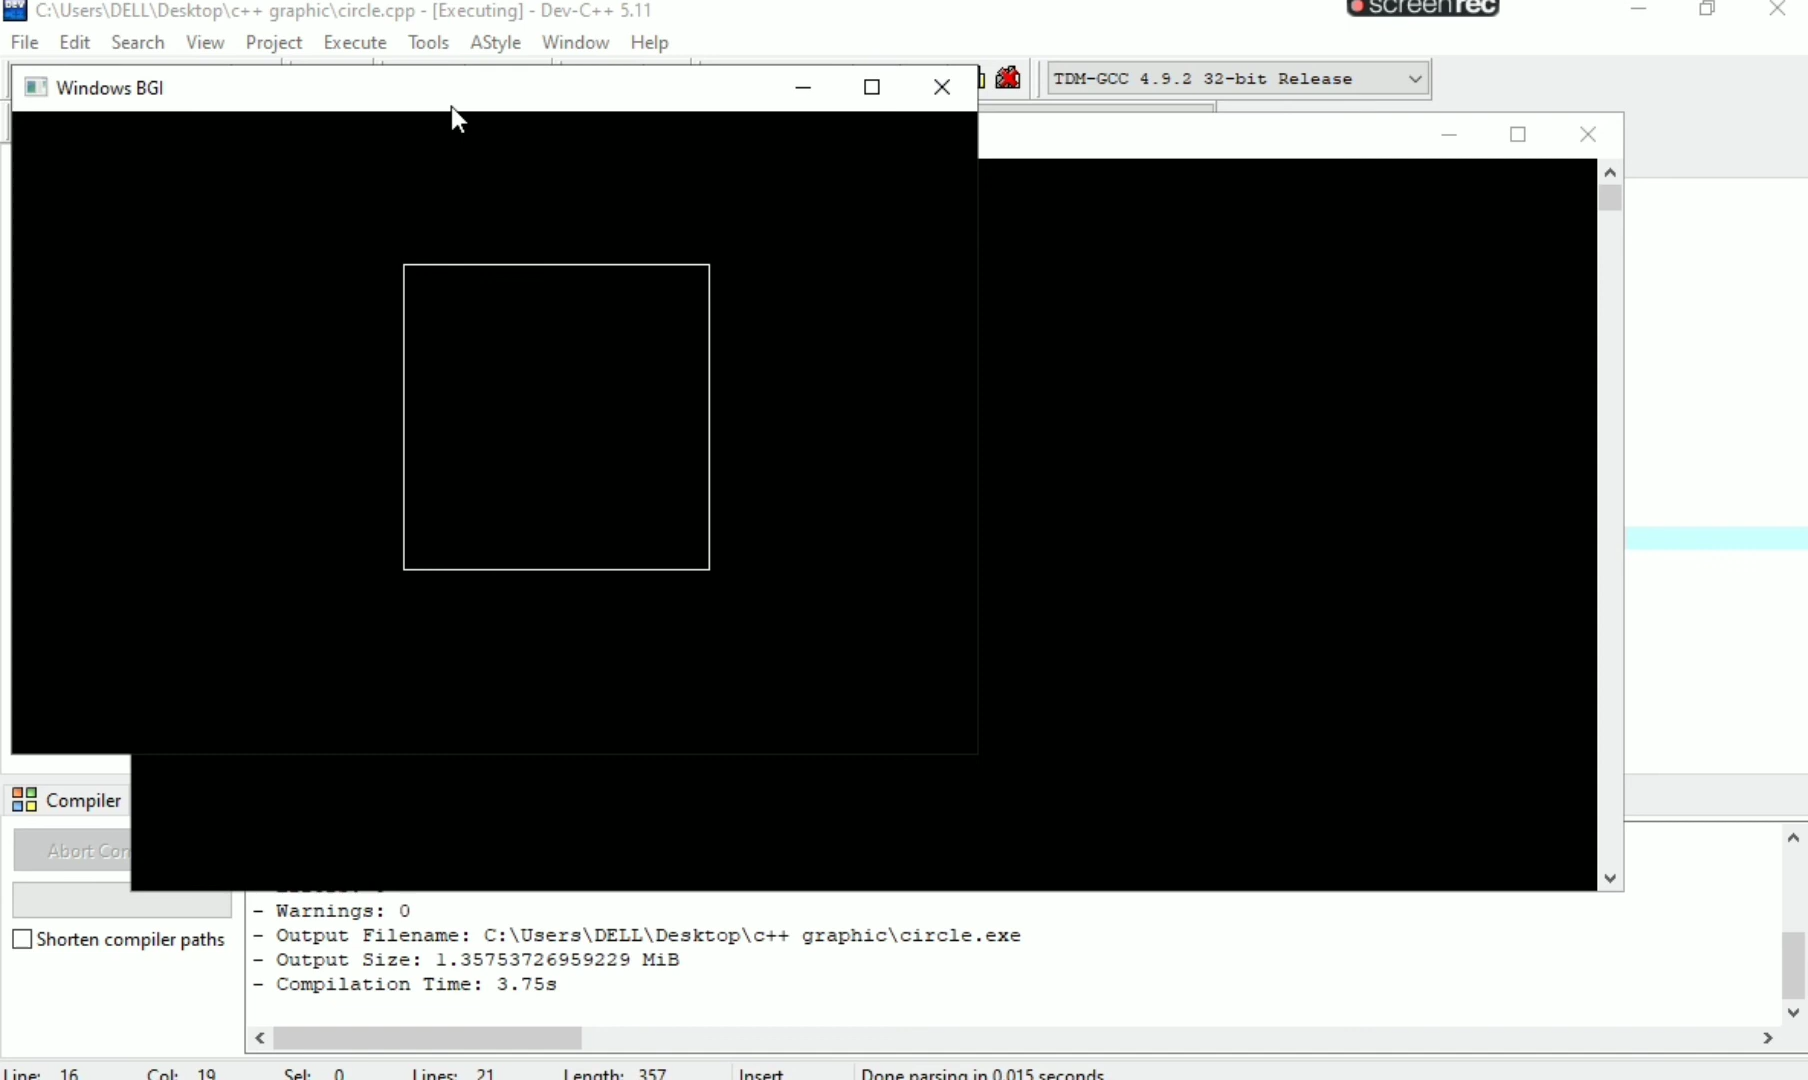 C:\Users\DELL\Desktop\c++ graphic\circle.cpp - [Executing] - Dev-C++ 5.11
screenrec
File Edit Search View Project Execute Tools AStyle Window Help
TDM-GCC 4.9.2 32-bit Release
Windows BGI
Compiler
Abort Con
Shorten compiler paths
- Warnings: 0
- Output Filename: C:\Users\DELL\Desktop\c++ graphic\circle.exe
- Output Size: 1.35753726959229 MiB
- Compilation Time: 3.75s
Line: 16 Col: 19 Sel: 0 Lines: 21 Length: 357 Insert Done parsing in 0.015 seconds